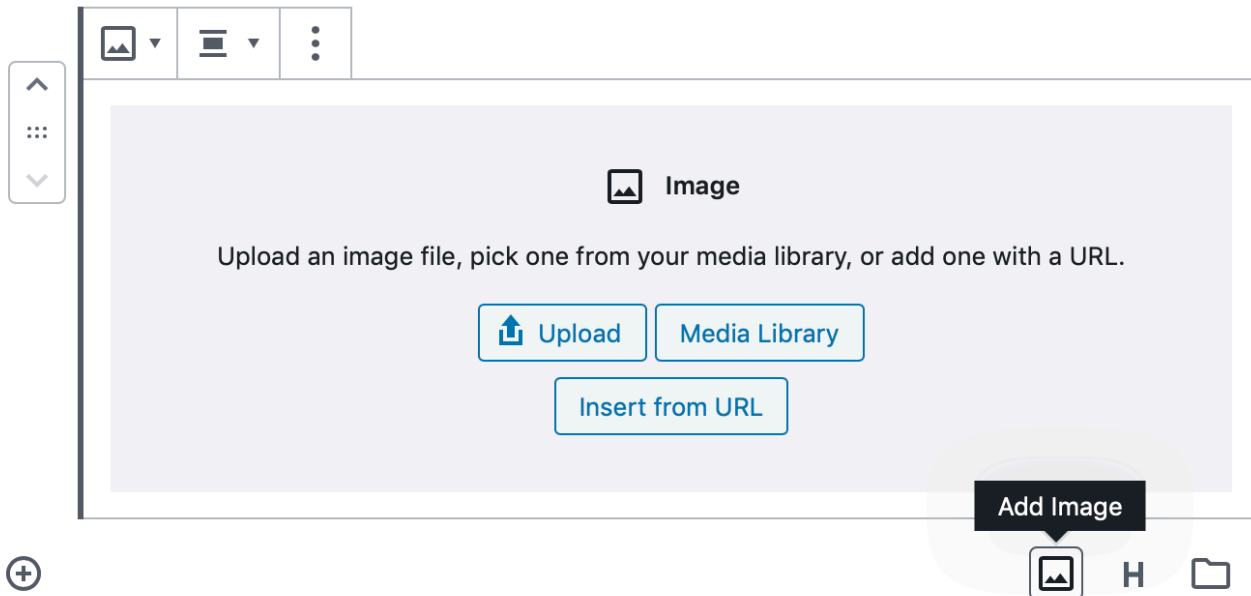 Image
Upload an image file, pick one from your media library, or add one with a URL.
Upload
Media Library
Insert from URL
Add Image
H